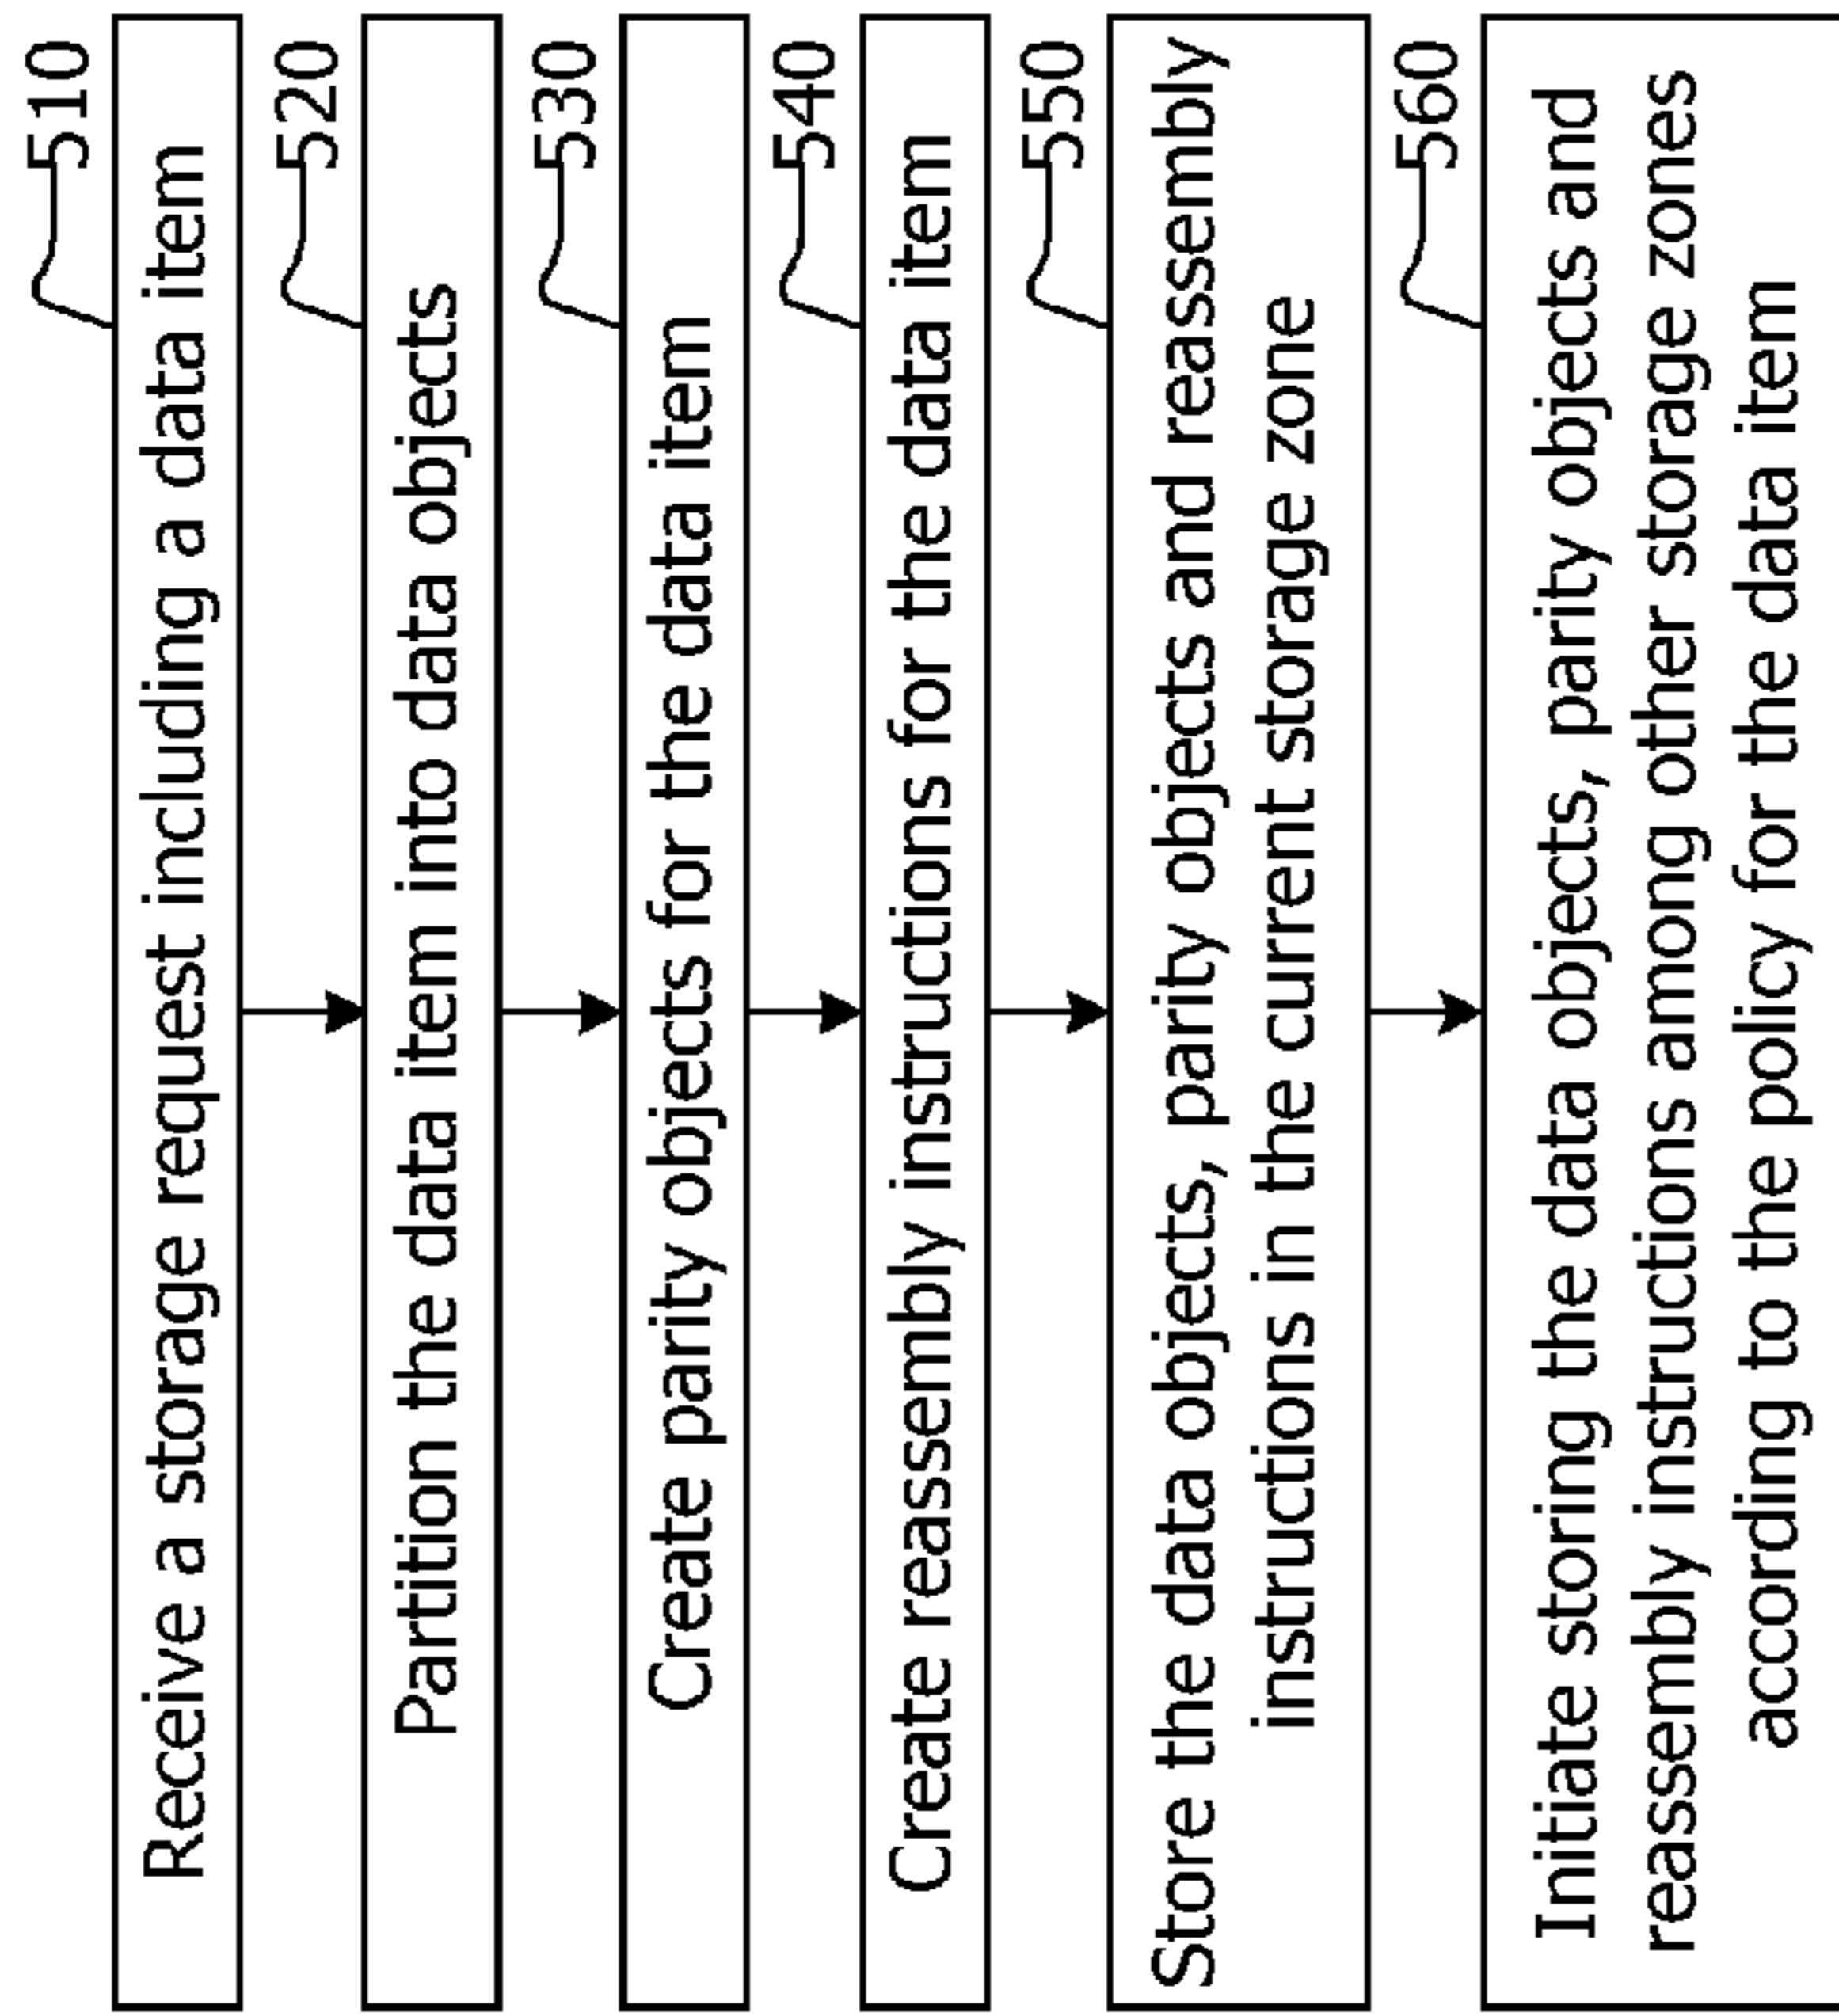 510
Receive a storage request including a data item
520
Partition the data item into data objects
530
Create parity objects for the data item
540
Create reassembly instructions for the data item
550
Store the data objects, parity objects and reassembly
instructions in the current storage zone
560
Initiate storing the data objects, parity objects and
reassembly instructions among other storage zones
according to the policy for the data item